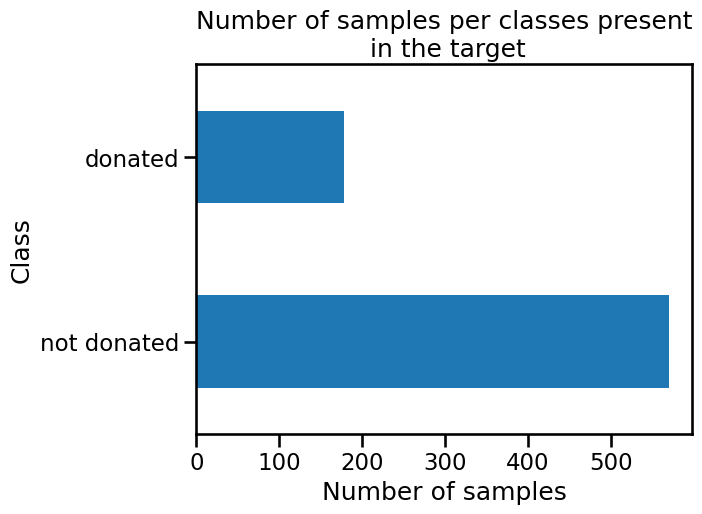 Number of samples per classes present
in the target
donated
not donated
Class
0 100 200 300 400 500
Number of samples